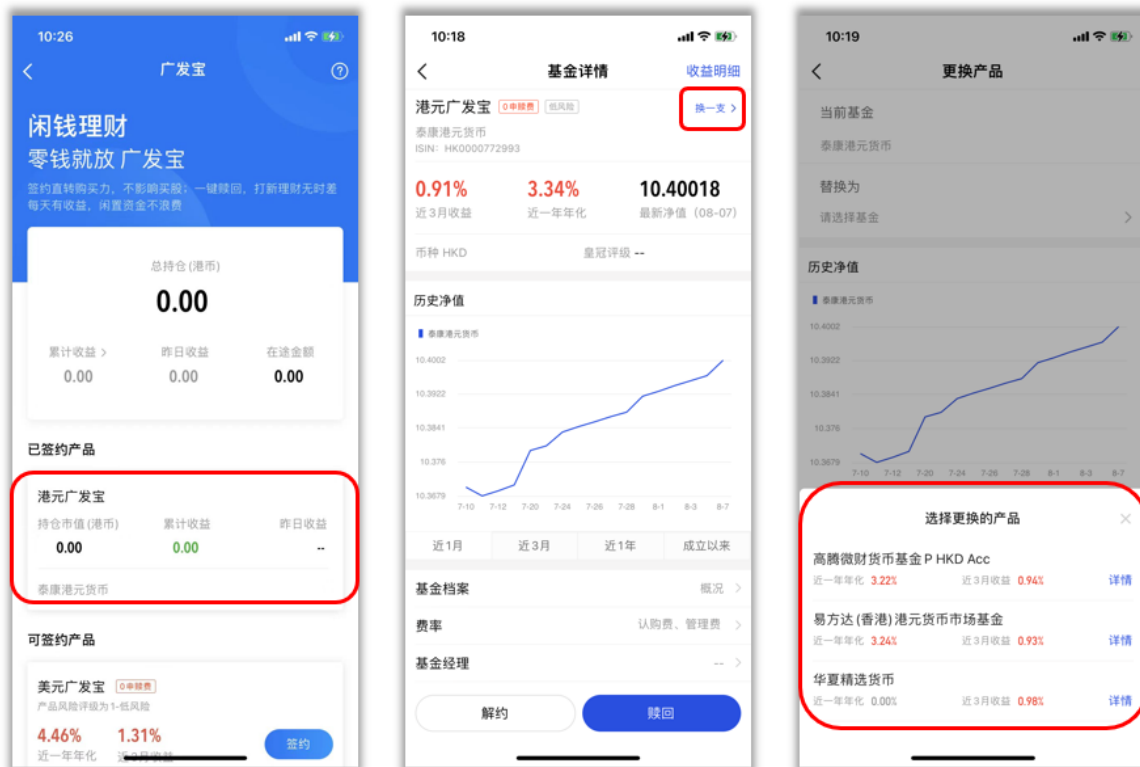 10:26
广发宝
闲钱理财
零钱就放 广发宝
签约直转购买力，不影响买股；一键赎回，打新理财无时差
每天有收益，闲置资金不浪费
总持仓(港币)
0.00
累计收益 昨日收益 在途金额
0.00 0.00 0.00
已签约产品
港元广发宝
持仓市值(港币) 累计收益 昨日收益
0.00 0.00 --
泰康港元货币
可签约产品
美元广发宝 0申赎费
产品风险评级为1-低风险
4.46% 1.31%
签约
近一年年化 近3月收益
10:18
基金详情 收益明细
港元广发宝 0申赎费 低风险 换一支
泰康港元货币
ISIN: HK0000772993
0.91% 3.34% 10.40018
近3月收益 近一年年化 最新净值（08-07）
币种 HKD 皇冠评级 --
历史净值
泰康港元货币
10.4002
10.3922
10.3841
10.376
10.3679
7-10 7-12 7-20 7-24 7-26 7-28 8-1 8-3 8-7
近1月 近3月 近1年 成立以来
基金档案 概况
费率 认购费、管理费
基金经理 --
解约 赎回
10:19
更换产品
当前基金
泰康港元货币
替换为
请选择基金
历史净值
泰康港元货币
10.4002
10.3922
10.3841
10.376
10.3679
7-10 7-12 7-20 7-24 7-26 7-28 8-1 8-3 8-7
选择更换的产品
高腾微财货币基金 P HKD Acc
近一年年化 3.22% 近3月收益 0.94% 详情
易方达(香港)港元货币市场基金
近一年年化 3.24% 近3月收益 0.93% 详情
华夏精选货币
近一年年化 0.00% 近3月收益 0.98% 详情